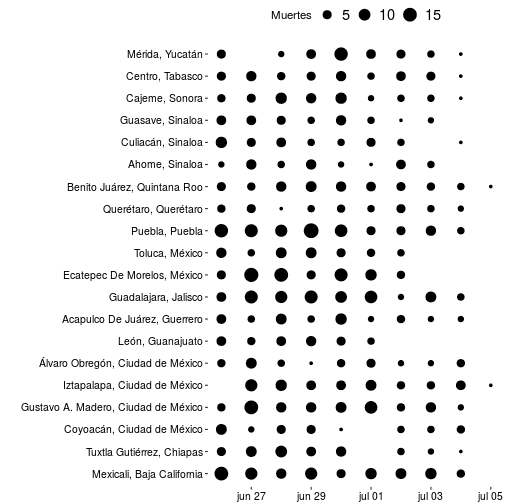 Muertes 5 10 15
Mérida, Yucatán
Centro, Tabasco
Cajeme, Sonora
Guasave, Sinaloa
Culiacán, Sinaloa
Ahome, Sinaloa
Benito Juárez, Quintana Roo
Querétaro, Querétaro
Puebla, Puebla
Toluca, México
Ecatepec De Morelos, México
Guadalajara, Jalisco
Acapulco De Juárez, Guerrero
León, Guanajuato
Álvaro Obregón, Ciudad de México
Iztapalapa, Ciudad de México
Gustavo A. Madero, Ciudad de México
Coyoacán, Ciudad de México
Tuxtla Gutiérrez, Chiapas
Mexicali, Baja California
jun 27 jun 29 jul 01 jul 03 jul 05